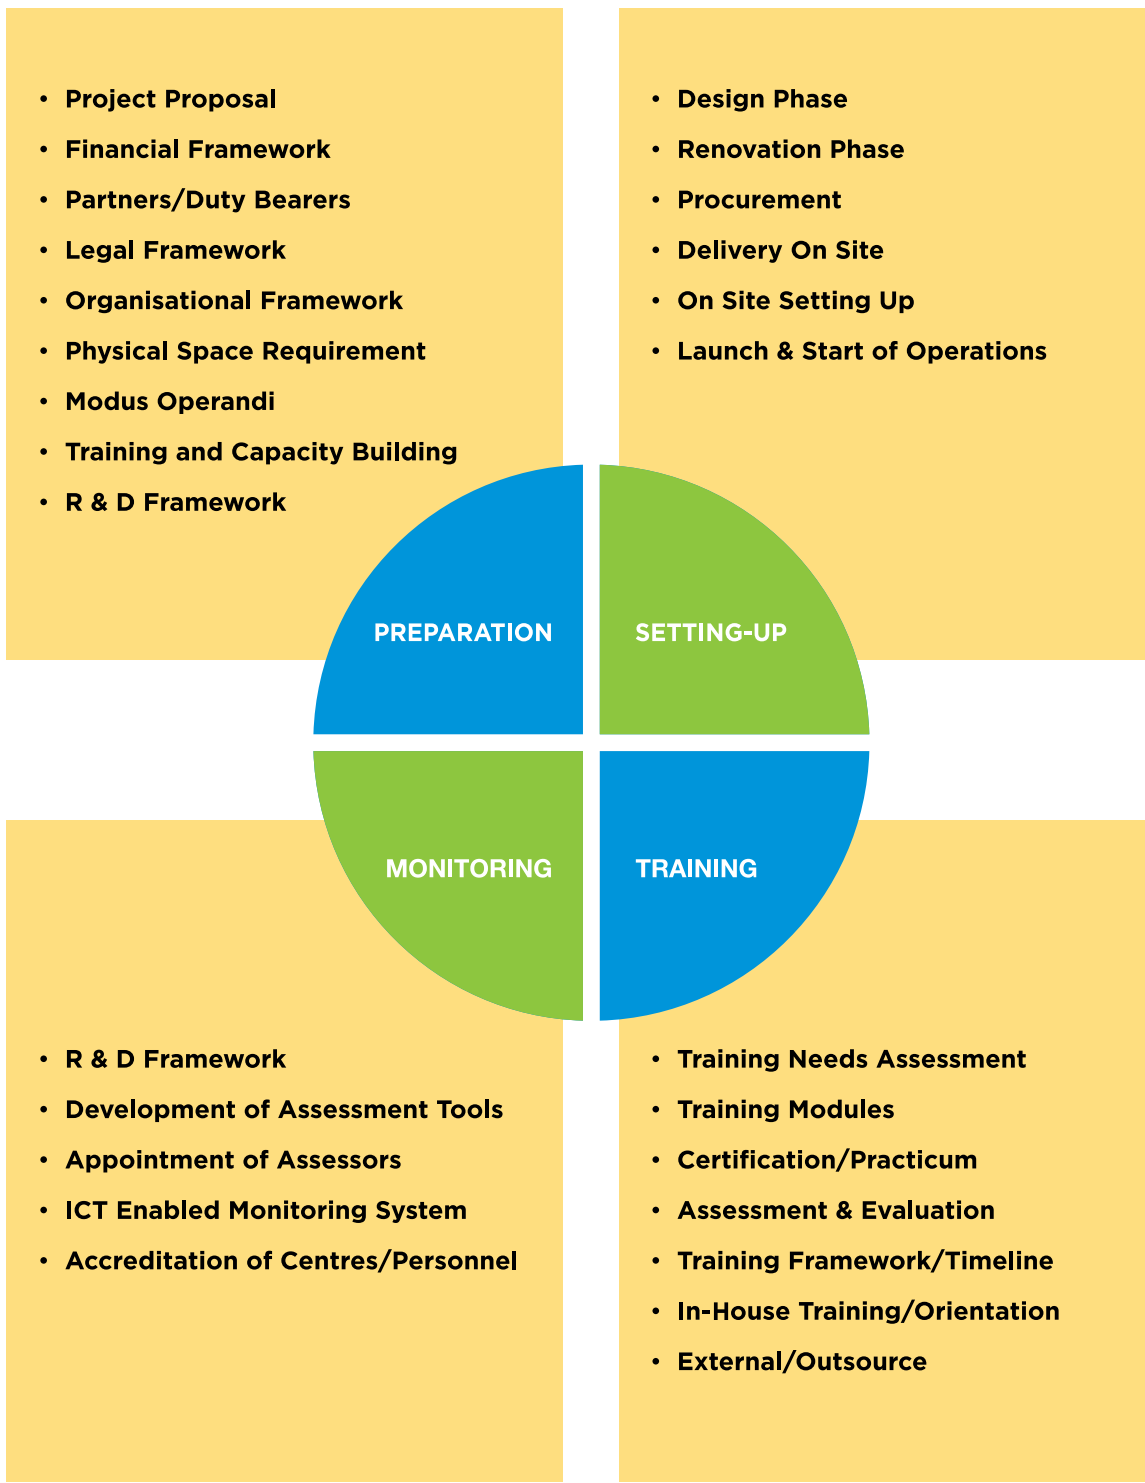 • Project Proposal
• Financial Framework
• Partners/Duty Bearers
• Legal Framework
• Organisational Framework
• Physical Space Requirement
• Modus Operandi
• Training and Capacity Building
• R & D Framework
• Design Phase
• Renovation Phase
• Procurement
• Delivery On Site
• On Site Setting Up
• Launch & Start of Operations
PREPARATION
SETTING-UP
MONITORING
TRAINING
• R & D Framework
• Development of Assessment Tools
• Appointment of Assessors
• ICT Enabled Monitoring System
• Accreditation of Centres/Personnel
• Training Needs Assessment
• Training Modules
• Certification/Practicum
• Assessment & Evaluation
• Training Framework/Timeline
• In-House Training/Orientation
• External/Outsource